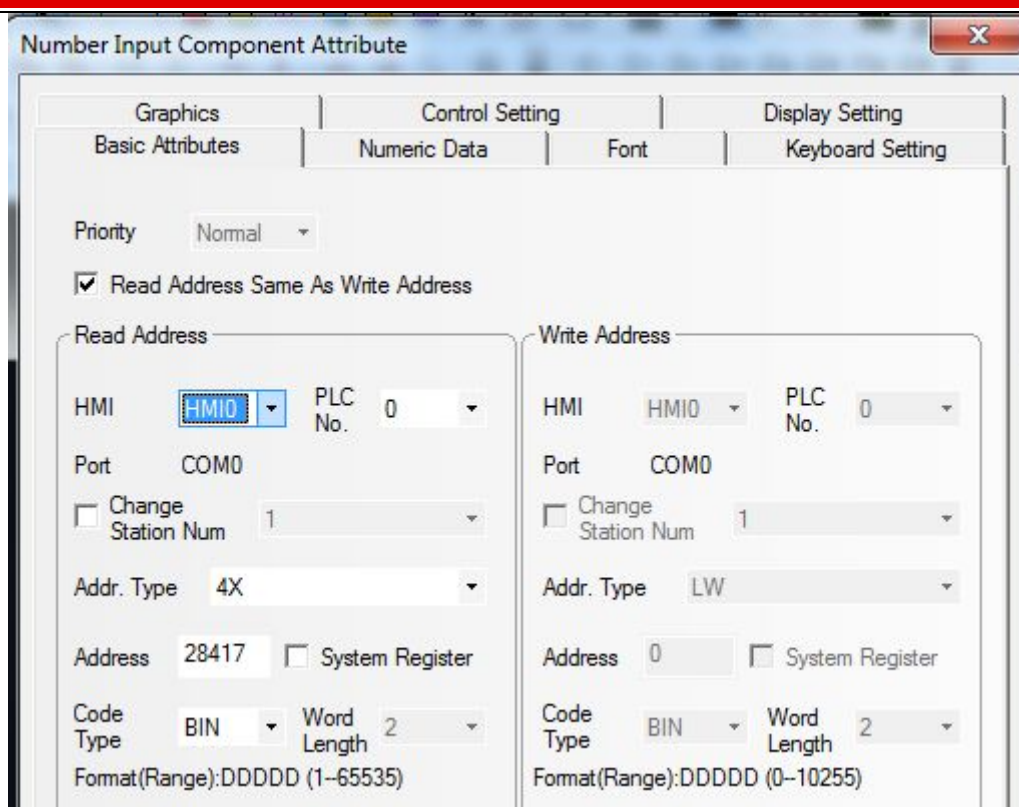 Number Input Component Attribute
Graphics Control Setting Display Setting
Basic Attributes Numeric Data Font Keyboard Setting
Priority Normal
Read Address Same As Write Address
Read Address
HMI HMI0 PLC No. 0
Port COM0
Change Station Num 1
Addr. Type 4X
Address 28417 System Register
Code Type BIN Word Length 2
Format(Range):DDDDD (1--65535)
Write Address
HMI HMI0 PLC No. 0
Port COM0
Change Station Num 1
Addr. Type LW
Address 0 System Register
Code Type BIN Word Length 2
Format(Range):DDDDD (0--10255)